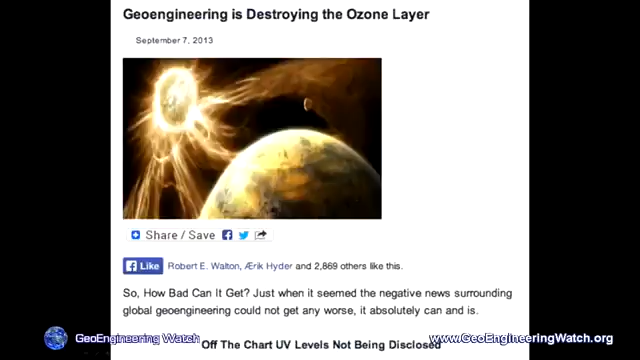 Geoengineering is Destroying the Ozone Layer
September 7, 2013
Share / Save
Like Robert E. Walton, Ærik Hyder and 2,869 others like this.
So, How Bad Can It Get? Just when it seemed the negative news surrounding
global geoengineering could not get any worse, it absolutely can and is.
GeoEngineering Watch
www.GeoEngineeringWatch.org
Off The Chart UV Levels Not Being Disclosed